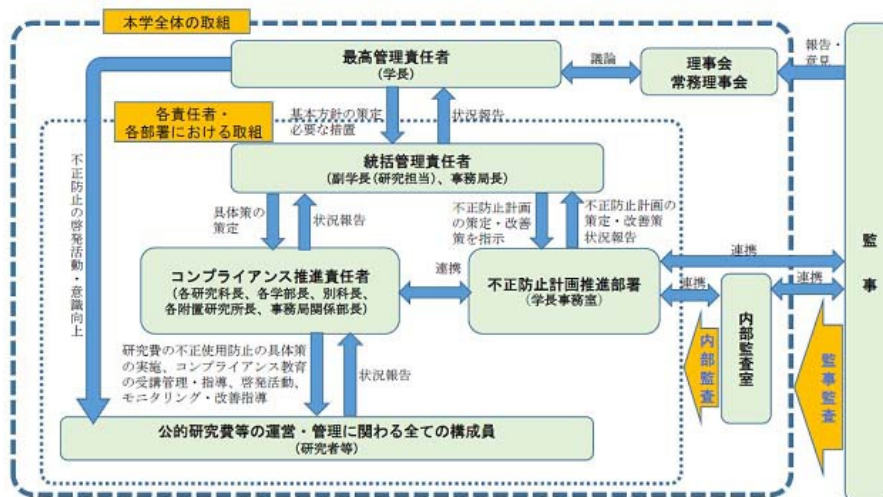 本学全体の取組
最高管理責任者
(学長)
議論
理事会
常務理事会
報告・
意見
各責任者・
各部署における取組
基本方針の策定
必要な措置
状況報告
統括管理責任者
(副学長(研究担当)、事務局長)
不正防止の啓発活動・意識向上
具体策の
策定
状況報告
不正防止計画
の策定・改善
策を指示
不正防止計画の
策定・改善策
状況報告
コンプライアンス推進責任者
(各研究科長、各学部長、別科長、
各附置研究所長、事務局関係部長)
連携
不正防止計画推進部署
(学長事務室)
連携
連携
連携
監事
内部監査室
内部監査
監事監査
研究費の不正使用防止の具体策
の実施、コンプライアンス教育
の受講管理・指導、啓発活動、
モニタリング・改善指導
状況報告
公的研究費等の運営・管理に関わる全ての構成員
(研究者等)